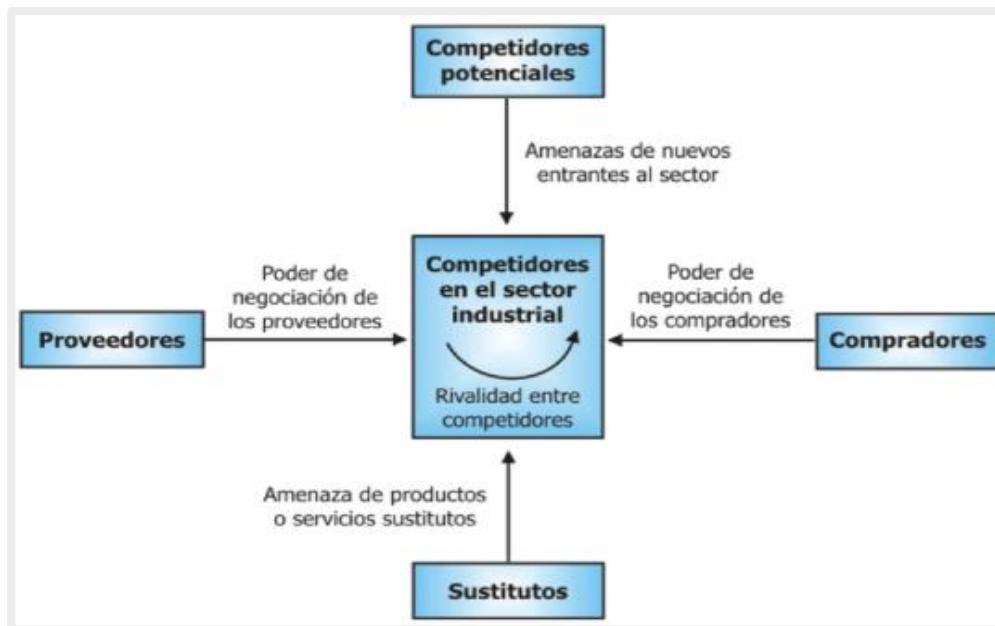 Competidores
potenciales
Amenazas de nuevos
entrantes al sector
Poder de
negociación de
los proveedores
Proveedores
Competidores
en el sector
industrial
Rivalidad entre
competidores
Poder de
negociación de
los compradores
Compradores
Amenaza de productos
o servicios sustitutos
Sustitutos